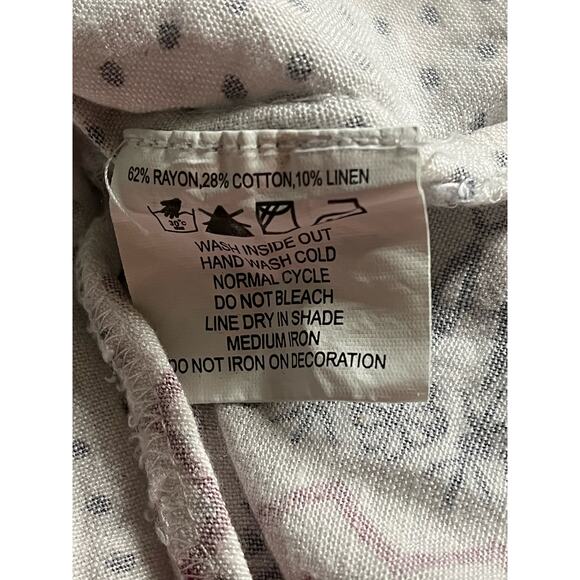 62% RAYON,28% COTTON,10% LINEN
30°C
WASH INSIDE OUT
HAND WASH COLD
NORMAL CYCLE
DO NOT BLEACH
LINE DRY IN SHADE
MEDIUM IRON
DO NOT IRON ON DECORATION